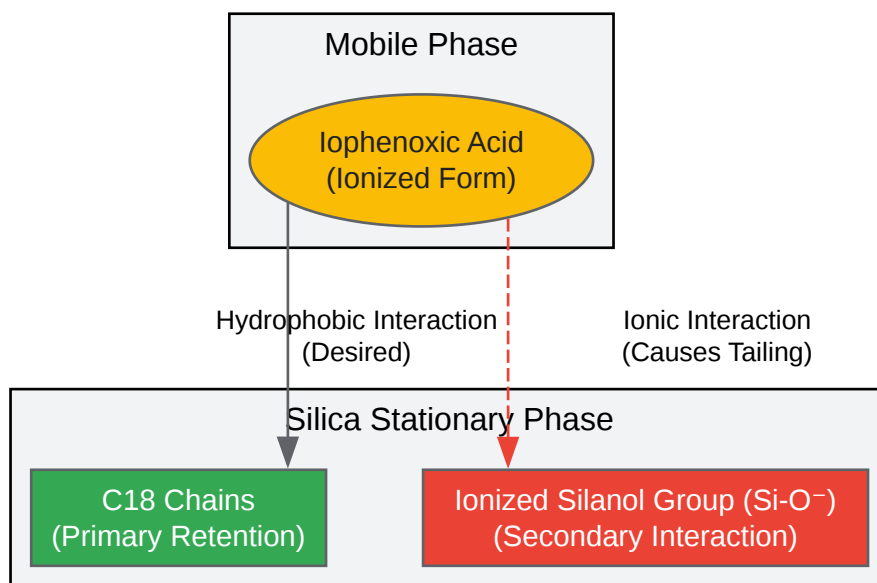 Mobile Phase
Iophenoxic Acid
(Ionized Form)
Hydrophobic Interaction
(Desired)
Ionic Interaction
(Causes Tailing)
Silica Stationary Phase
C18 Chains
(Primary Retention)
Ionized Silanol Group (Si-O⁻)
(Secondary Interaction)